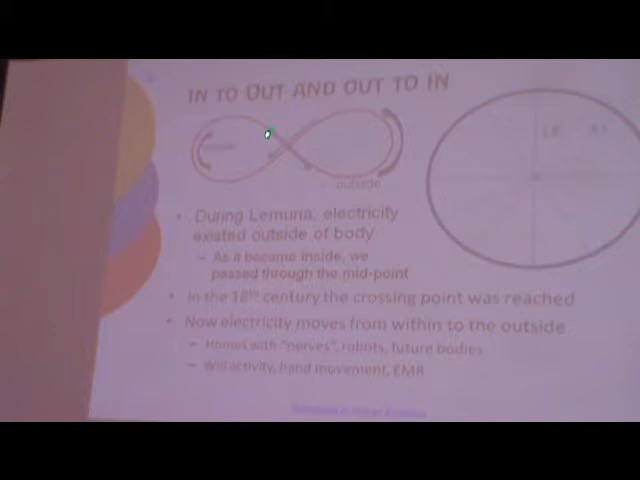 IN TO OUT AND OUT TO IN
outside
• During Lemuria, electricity
existed outside of body
– As it became inside, we
passed through the mid-point
• In the 18th century the crossing point was reached
• Now electricity moves from within to the outside
– Homes with "nerves", robots, future bodies
– Will activity, hand movement, EMR